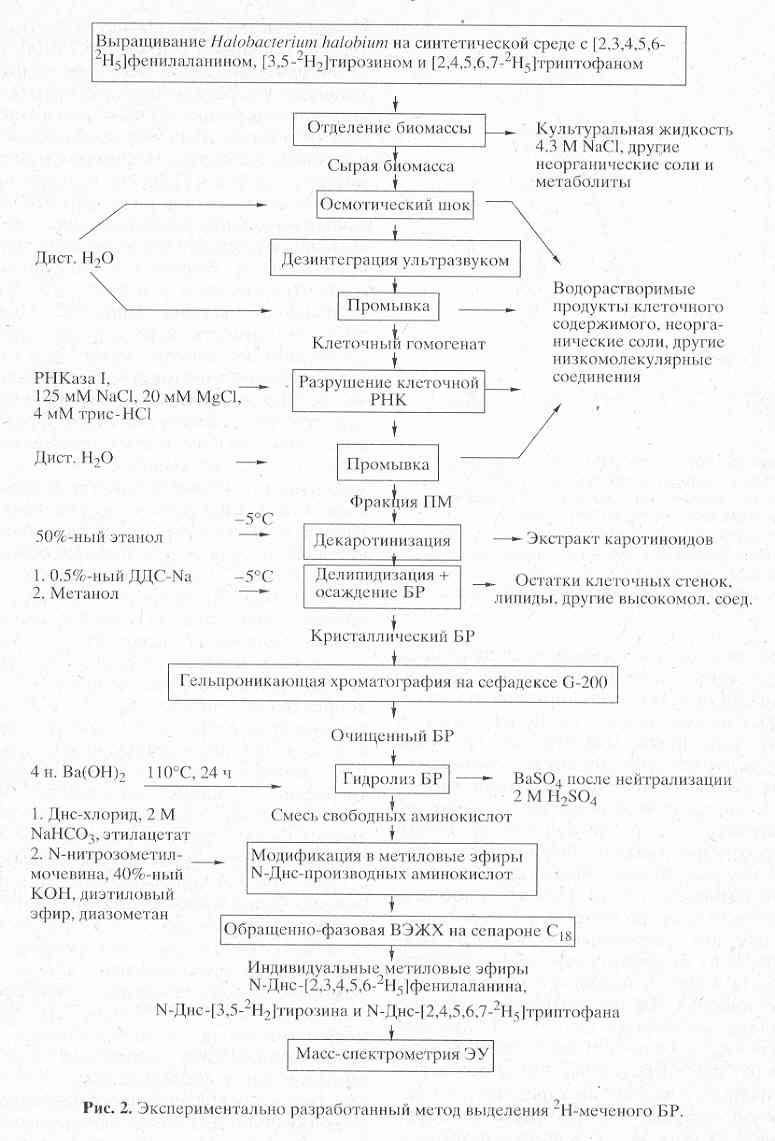 Выращивание Halobacterium halobium на синтетической среде с [2,3,4,5,6-
²H₅]фенилаланином, [3,5-²H₂]тирозином и [2,4,5,6,7-²H₅]триптофаном
Отделение биомассы
Культуральная жидкость
4.3 М NaCl, другие
неорганические соли и
метаболиты
Сырая биомасса
Осмотический шок
Дист. H₂O
Дезинтеграция ультразвуком
Промывка
Водорастворимые
продукты клеточного
содержимого, неорга-
нические соли, другие
низкомолекулярные
соединения
Клеточный гомогенат
РНКаза I,
125 мМ NaCl, 20 мМ MgCl,
4 мМ трис-HCl
Разрушение клеточной
РНК
Дист. H₂O
Промывка
Фракция ПМ
50%-ный этанол
–5°C
Декаротинизация
Экстракт каротиноидов
1. 0.5%-ный ДДС-Na
2. Метанол
–5°C
Делипидизация +
осаждение БР
Остатки клеточных стенок,
липиды, другие высокомол. соед.
Кристаллический БР
Гельпроникающая хроматография на сефадексе G-200
Очищенный БР
4 н. Ba(OH)₂
110°C, 24 ч
Гидролиз БР
BaSO₄ после нейтрализации
2 М H₂SO₄
Смесь свободных аминокислот
1. Днс-хлорид, 2 М
NaHCO₃, этилацетат
2. N-нитрозометил-
мочевина, 40%-ный
KOH, диэтиловый
эфир, диазометан
Модификация в метиловые эфиры
N-Днс-производных аминокислот
Обращенно-фазовая ВЭЖХ на сепароне C₁₈
Индивидуальные метиловые эфиры
N-Днс-[2,3,4,5,6-²H₅]фенилаланина,
N-Днс-[3,5-²H₂]тирозина и N-Днс-[2,4,5,6,7-²H₅]триптофана
Масс-спектрометрия ЭУ
Рис. 2. Экспериментально разработанный метод выделения ²H-меченого БР.